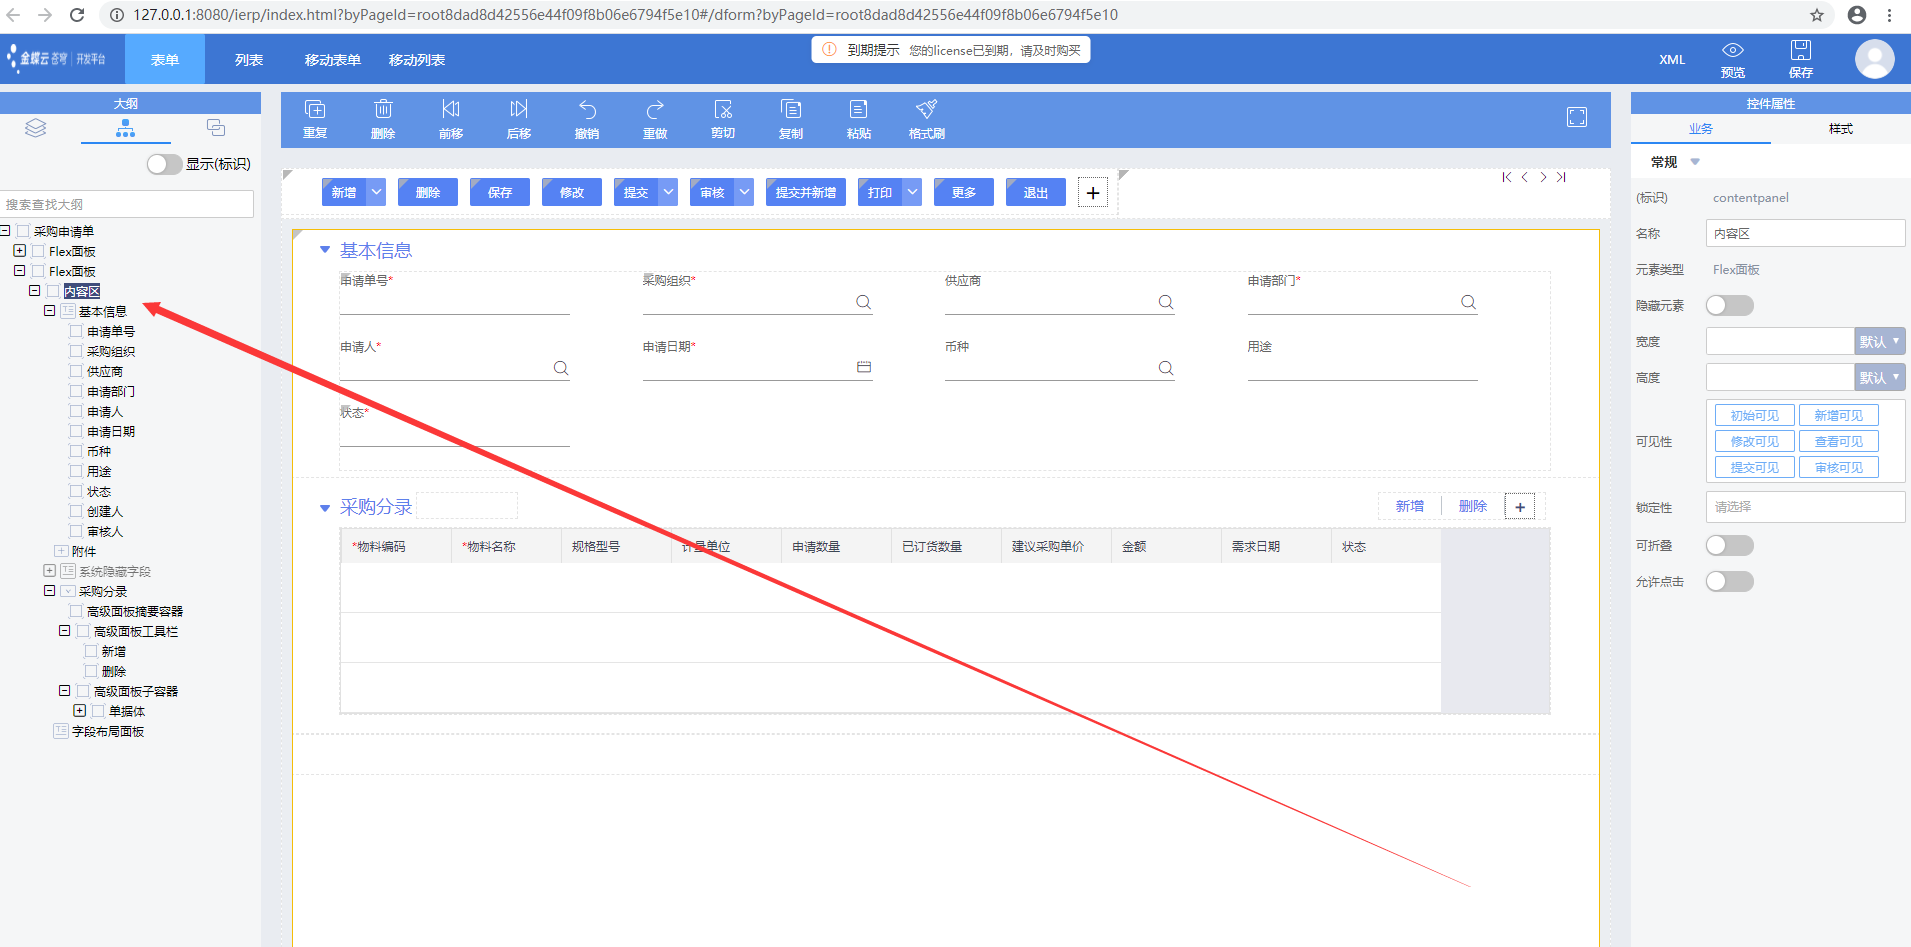 127.0.0.1:8080/ierp/index.html?byPageId=root8dad8d42556e44f09f8b06e6794f5e10#/dform?byPageId=root8dad8d42556e44f09f8b06e6794f5e10
金蝶云 苍穹 | 开发平台
表单 列表 移动表单 移动列表
到期提示 您的license已到期，请及时购买
XML 预览 保存
大纲
显示(标识)
搜索查找大纲
采购申请单
Flex面板
Flex面板
内容区
基本信息
申请单号
采购组织
供应商
申请部门
申请人
申请日期
币种
用途
状态
创建人
审核人
附件
系统隐藏字段
采购分录
高级面板摘要容器
高级面板工具栏
新增
删除
高级面板子容器
单据体
字段布局面板
重复 删除 前移 后移 撤销 重做 剪切 复制 粘贴 格式刷
新增 删除 保存 修改 提交 审核 提交并新增 打印 更多 退出
基本信息
申请单号* 采购组织* 供应商 申请部门*
申请人* 申请日期* 币种 用途
状态*
采购分录 新增 删除
*物料编码 *物料名称 规格型号 计量单位 申请数量 已订货数量 建议采购单价 金额 需求日期 状态
控件属性
业务 样式
常规
(标识) contentpanel
名称 内容区
元素类型 Flex面板
隐藏元素
宽度 默认
高度 默认
可见性 初始可见 新增可见
修改可见 查看可见
提交可见 审核可见
锁定性 请选择
可折叠
允许点击